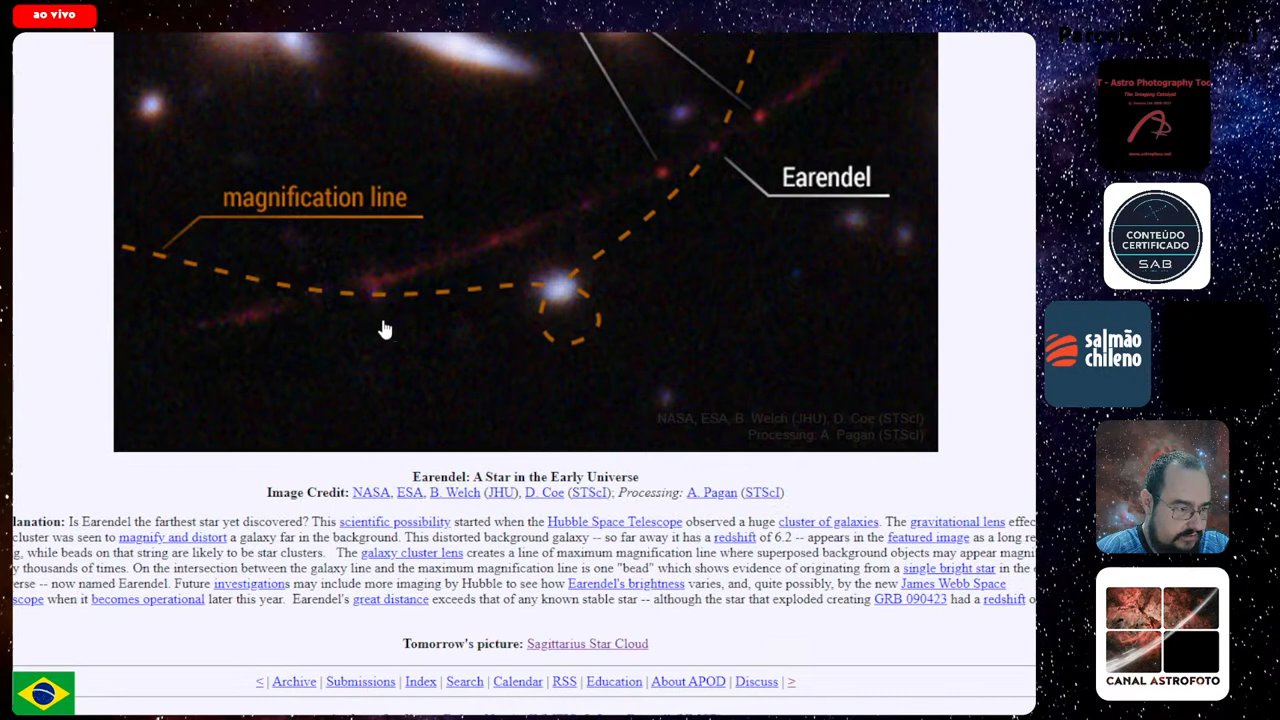 ao vivo
T - Astro Photography Too
The Imaging Catalyst
Earendel
magnification line
CONTEÚDO
CERTIFICADO
SAB
salmão
chileno
NASA, ESA, B. Welch (JHU), D. Coe (STScI)
Processing: A. Pagan (STScI)
Earendel: A Star in the Early Universe
Image Credit: NASA, ESA, B. Welch (JHU), D. Coe (STScI); Processing: A. Pagan (STScI)
lanation: Is Earendel the farthest star yet discovered? This scientific possibility started when the Hubble Space Telescope observed a huge cluster of galaxies. The gravitational lens effec
cluster was seen to magnify and distort a galaxy far in the background. This distorted background galaxy -- so far away it has a redshift of 6.2 -- appears in the featured image as a long re
g, while beads on that string are likely to be star clusters. The galaxy cluster lens creates a line of maximum magnification line where superposed background objects may appear magni
y thousands of times. On the intersection between the galaxy line and the maximum magnification line is one "bead" which shows evidence of originating from a single bright star in the e
erse -- now named Earendel. Future investigations may include more imaging by Hubble to see how Earendel's brightness varies, and, quite possibly, by the new James Webb Space
scope when it becomes operational later this year. Earendel's great distance exceeds that of any known stable star -- although the star that exploded creating GRB 090423 had a redshift o
Tomorrow's picture: Sagittarius Star Cloud
< | Archive | Submissions | Index | Search | Calendar | RSS | Education | About APOD | Discuss | >
CANAL ASTROFOTO